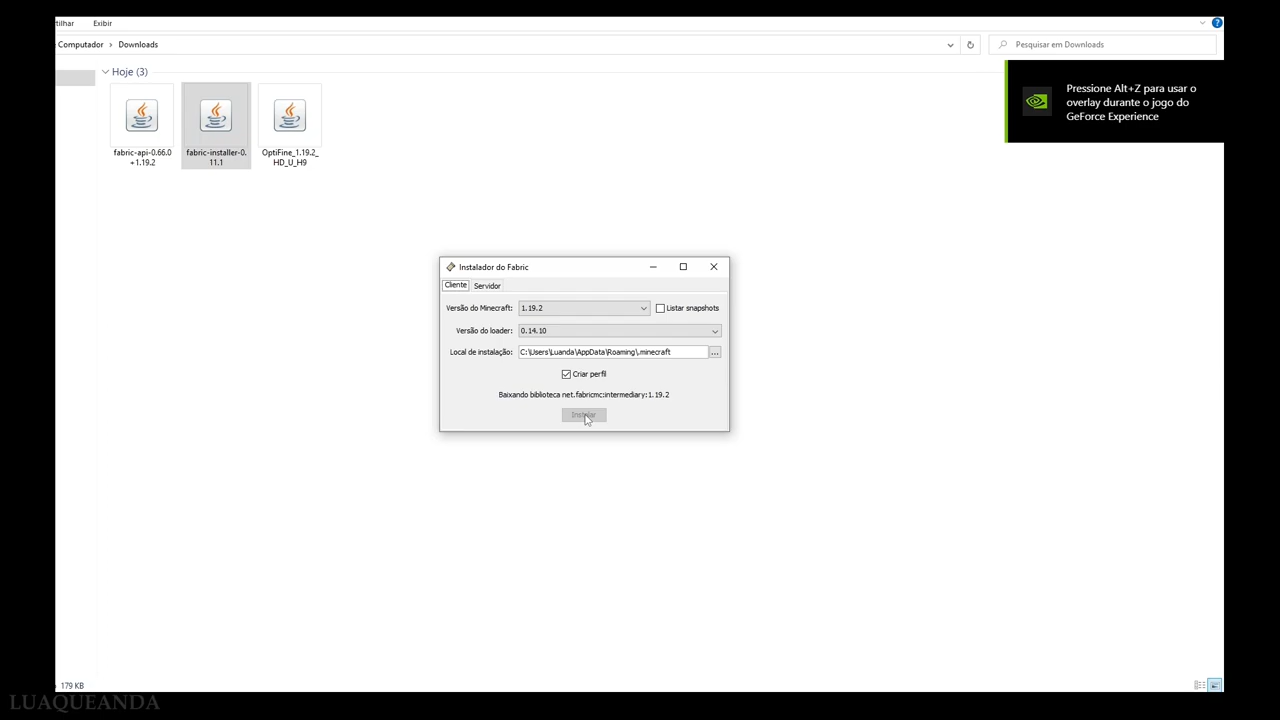 tilhar Exibir
Computador > Downloads
Pesquisar em Downloads
Hoje (3)
Pressione Alt+Z para usar o
overlay durante o jogo do
GeForce Experience
fabric-api-0.66.0
+1.19.2
fabric-installer-0.
11.1
OptiFine_1.19.2_
HD_U_H9
Instalador do Fabric
Cliente Servidor
Versão do Minecraft: 1.19.2 Listar snapshots
Versão do loader: 0.14.10
Local de instalação: C:\Users\Luanda\AppData\Roaming\.minecraft ...
Criar perfil
Baixando biblioteca net.fabricmc:intermediary:1.19.2
Instalar
179 KB
LUAQUEANDA